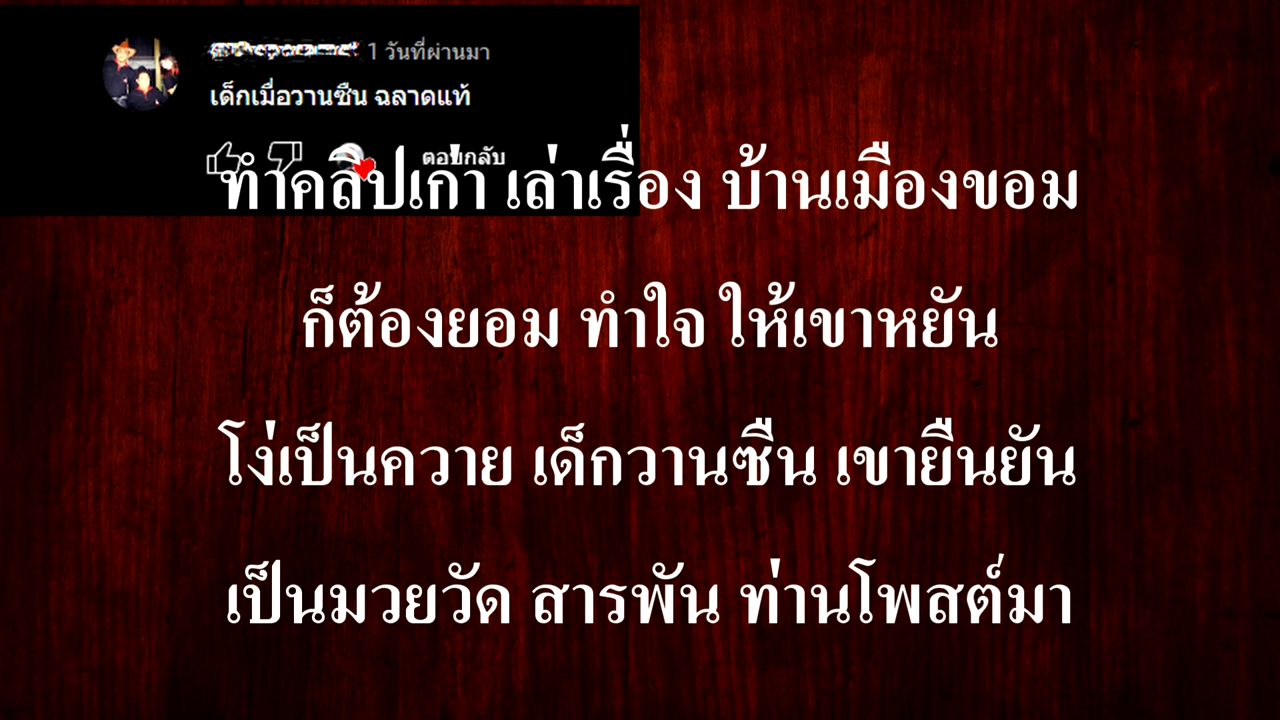 1 วันที่ผ่านมา
เด็กเมื่อวานซืน ฉลาดแท้
ตอบกลับ
ทำคลิปเก่า เล่าเรื่อง บ้านเมืองขอม
ก็ต้องยอม ทำใจ ให้เขาหยัน
โง่เป็นควาย เด็กวานซืน เขายืนยัน
เป็นมวยวัด สารพัน ท่านโพสต์มา